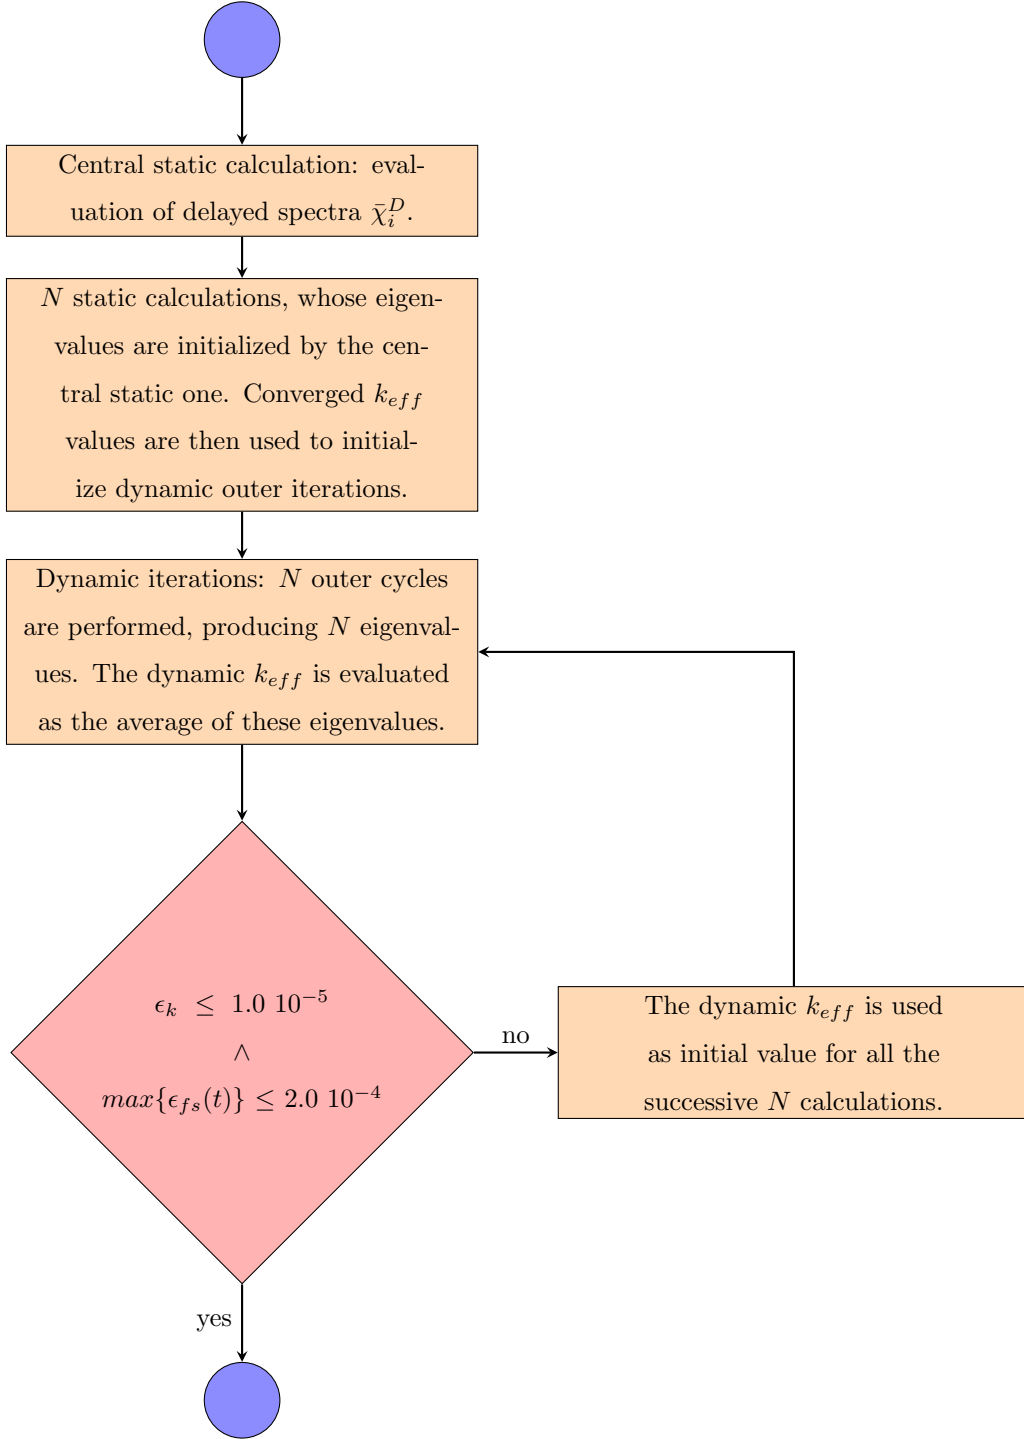 Central static calculation: eval-
uation of delayed spectra $\bar{\chi}_i^D$.
$N$ static calculations, whose eigen-
values are initialized by the cen-
tral static one. Converged $k_{eff}$
values are then used to initial-
ize dynamic outer iterations.
Dynamic iterations: $N$ outer cycles
are performed, producing $N$ eigenval-
ues. The dynamic $k_{eff}$ is evaluated
as the average of these eigenvalues.
$\epsilon_k \leq 1.0\ 10^{-5}$
$\wedge$
$max\{\epsilon_{fs}(t)\} \leq 2.0\ 10^{-4}$
no
The dynamic $k_{eff}$ is used
as initial value for all the
successive $N$ calculations.
yes